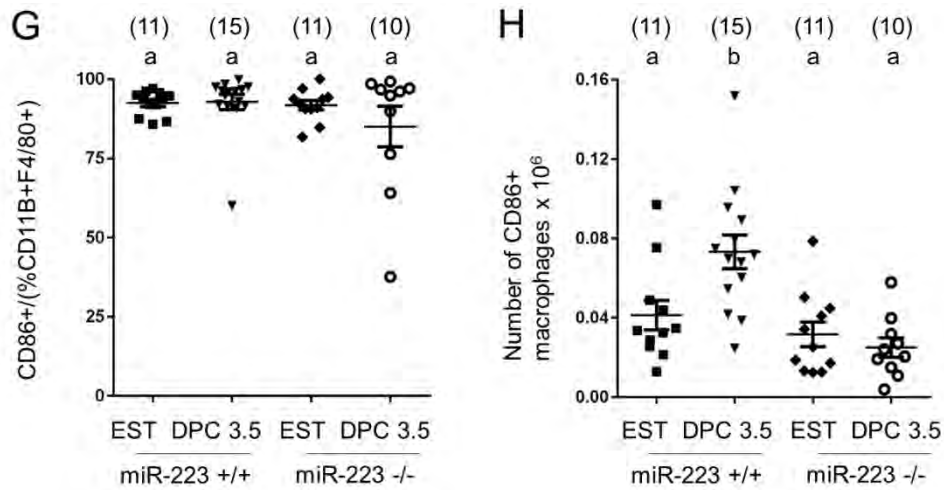 G
(11) (15) (11) (10)
a a a a
100
75
50
25
0
CD86+/(%CD11B+F4/80+)
EST DPC 3.5 EST DPC 3.5
miR-223 +/+ miR-223 -/-
H
(11) (15) (11) (10)
a b a a
0.16
0.12
0.08
0.04
0.00
Number of CD86+
macrophages x 10⁶
EST DPC 3.5 EST DPC 3.5
miR-223 +/+ miR-223 -/-